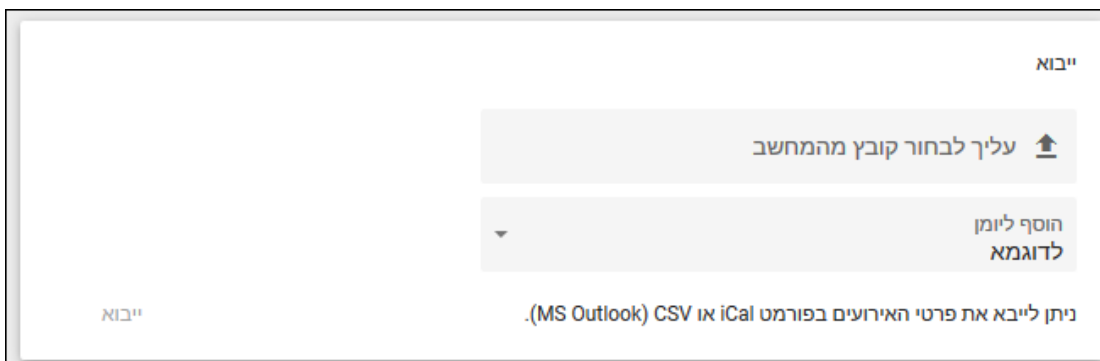 ייבוא
עליך לבחור קובץ מהמחשב
הוסף ליומן
לדוגמא
ניתן לייבא את פרטי האירועים בפורמט iCal או CSV (MS Outlook).
ייבוא